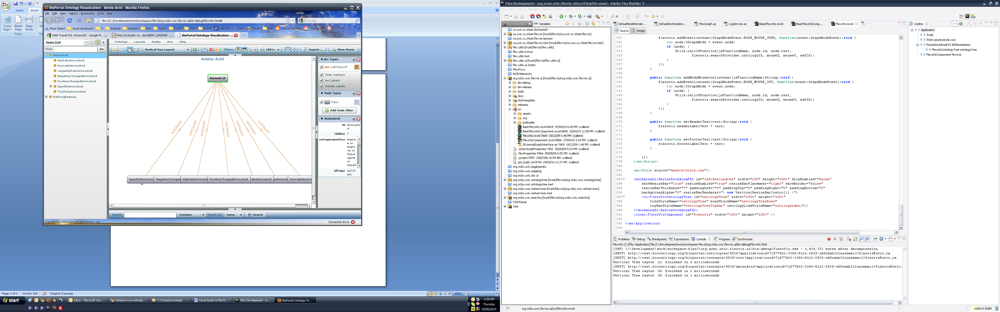 BioPortal Ontology Visualization - Amino Acid - Mozilla Firefox
File Edit View History Bookmarks Tools Help
file:///C:/Development/work/workspace-flex3/org.ncbo.uvic.flexviz.ui/bin-debug/FlexoViz.html#
Google
Most Visited Smart Bookmarks G Banking Graphics Dev Sports Travel Work Stores calendar Used Lolcats DNS FlexDevTips Blog Tour de Flex CS3 Docs
1080 Transit Rd, Victoria BC - Google M...
http://ncbodev-co...ata:NEMO_0000485
BioPortal Ontology Visualization -...
Home Insert
Cover Page
Blank Page
Page Break
Pages
Amino Acid
Find:
Go
AminoAcid
AliphaticAminoAcid
AromaticAminoAcid
LargeAliphaticAminoAcid
NegativeChargedAminoAcid
PositiveChargedAminoAcid
SpecificAminoAcid
TinyPolarAminoAcid
RefiningFeature
Ontology Layouts Nodes Arcs Help
Vertical Tree Layout
Filters:
100%
Export...
Show Roots
Amino Acid
AminoAcid
subClassOf
subClassOf
subClassOf
subClassOf
subClassOf
subClassOf
subClassOf
SpecificAminoAcid
NegativeCharged
AliphaticAminoAci
PositiveChargedAminoAcid
haticAminoAcid
arAminoA
AromaticAminoA
Arc Types
subClassOf
Hide Orphans
Arc Labels
Rotate Labels
Node Types
Class
Add Node Filter
AminoAcid
ID AminoAci
d
Children 7
owl:equivalentClass Alanin
e or
Argini
ne or
Aspar
agine
or
Aspart
rdf:type owl:Cl
ass
Search: Contains Search by: Name Search
Transferring data from rest.bioontology.org...
Connection Error
Page: 2 of 2 Words: 103 English (Canada)
100%
start
Inbox - Microsoft Out...
Windows Live Hotmail...
C:\Temp\Downloads
Visual Guide to FlexVi...
Flex Development - o...
BioPortal Ontology Vi...
2:55 PM
Thursday
20/05/2010
Flex Development - org.ncbo.uvic.flexviz.ui/src/FlexoViz.mxml - Adobe Flex Builder 3
File Edit Source Navigate Search Project Data Run Window Help
Flex Navigator
Variables
ca.uvic.cs.chisel.dockareafx
ca.uvic.cs.chisel.flexviz [trunk/flexviz/ca.uvic.cs.chisel.flexviz]
ca.uvic.cs.chisel.flexviz.layouts
ca.uvic.cs.chisel.flexviz.test [trunk/flexviz/ca.uvic.cs.chisel.flexviz.test]
flex.utils [trunk/flexviz/flex.utils]
flex.utils.extras
flex.utils.test
flex.utils.ui [trunk/flexviz/flex.utils.ui]
flex.utils.ui.charts
FlexProxy
NCBOHierarchy
org.ncbo.uvic.flexviz.ui [trunk/flexviz/org.ncbo.uvic.flexviz.ui]
bin-debug
bin-release
build
docs
html-template
releases
src
assets
org
preloader
BasicFlexoViz.mxml 8818 07/04/10 6:40 PM ccallend
BasicFlexoVizComponent.mxml 8865 16/04/10 12:58 PM ccallend
FlexoViz.mxml 7669 18/12/09 1:48 PM ccallend
FlexoVizComponent.mxml 8886 27/04/10 3:24 PM ccallend
IExternalGraphInterface.as 7669 18/12/09 1:48 PM ccallend
.actionScriptProperties 7452 25/09/09 5:24 PM ccallend
.flexProperties 5966 05/08/08 6:52 PM ccallend
.project 5957 29/07/08 10:59 AM ccallend
ant_build.xml 8794 29/03/10 12:27 PM ccallend
org.ncbo.uvic.loggingstats
org.ncbo.uvic.mapping
org.ncbo.uvic.obr.ui
org.ncbo.uvic.ontologytree [trunk/flexviz/org.ncbo.uvic.ontologytree]
org.ncbo.uvic.ontologytree.test
org.ncbo.uvic.restservices [trunk/flexviz/org.ncbo.uvic.restservices]
org.ncbo.uvic.restservices.test
org.ncbo.uvic.searchui [trunk/flexviz/org.ncbo.uvic.searchui]
OWLParser
Test
DefaultNodeRender... DefaultArcRendere... FlexGraph.as LogService.as BasicFlexoViz.mxml BasicFlexoVizComp... FlexoViz.mxml
Source Design
351 flexoviz.addEventListener(GraphNodeEvent.NODE_MOUSE_OVER, function(event:GraphNodeEvent):void {
352 var node:IGraphNode = event.node;
353 if (node) {
354 Utils.callJSFunction(jsFunctionName, node.id, node.text,
355 flexoviz.searchProvider.ontologyID, mouseX, mouseY, swfID);
356 }
357 });
358 }
359
360 public function addNodeMouseOutListener(jsFunctionName:String):void {
361 flexoviz.addEventListener(GraphNodeEvent.NODE_MOUSE_OUT, function(event:GraphNodeEvent):void {
362 var node:IGraphNode = event.node;
363 if (node) {
364 Utils.callJSFunction(jsFunctionName, node.id, node.text,
365 flexoviz.searchProvider.ontologyID, mouseX, mouseY, swfID);
366 }
367 });
368 }
369
370 public function setHeaderText(text:String):void {
371 flexoviz.headerLabelText = text;
372 }
373
374 public function setFooterText(text:String):void {
375 flexoviz.footerLabelText = text;
376 }
377
378 ]]>
379 </mx:Script>
380
381 <mx:Style source="assets/style.css"/>
382
383 <dockareafx:ResizeDockAreaFX2 id="leftResizeArea" width="250" height="100%" dropEnabled="false"
384 showResizeBar="true" resizeEnabled="true" resizeBarPlacement="right" showBorder="false"
385 resizeBarThickness="7" paddingLeft="0" paddingTop="0" paddingRight="0" paddingBottom="0"
386 backgroundAlpha="0" resizeBarRenderer="{ new VerticalResizeBarControl() }">
387 <ui:FlexoVizOntologyTree id="ontologyTree" width="100%" height="100%"
388 treeStyleName="ontologyTree" busyStyleName="ontologyTreeBusy"
389 topBarStyleName="ontologyTreeTopBar" ontologyLinkStyleName="ontologyLabel"/>
390 </dockareafx:ResizeDockAreaFX2>
391 <local:FlexoVizComponent id="flexoviz" width="100%" height="100%" />
392
393 </mx:Application>
394
Outline
Application
Script
Style (assets/style.css)
ResizeDockAreaFX2 leftResizeArea
FlexoVizOntologyTree ontologyTree
FlexoVizComponent flexoviz
Problems Debug Breakpoints Expressions Console Progress Synchronize
FlexoViz (1) [Flex Application] file:/C:/Development/work/workspace-flex3/org.ncbo.uvic.flexviz.ui/bin-debug/FlexoViz.html
[SWF] C:\Development\work\workspace-flex3\org.ncbo.uvic.flexviz.ui\bin-debug\FlexoViz.swf - 3,434,721 bytes after decompression
[REST] http://rest.bioontology.org/bioportal/ontologies/4519?applicationid=7jf77k32-3386-8122-293f-uk5rmnb322nn&email=flexviz@uvic.ca
[REST] http://rest.bioontology.org/bioportal/concepts/4519/root?applicationid=7jf77k32-3386-8122-293f-uk5rmnb322nn&email=flexviz@uvic.ca
Vertical Tree Layout (2) finished in 6 milliseconds
[REST] http://rest.bioontology.org/bioportal/concepts/4519/AminoAcid?applicationid=7jf77k32-3386-8122-293f-uk5rmnb322nn&email=flexviz@uvic.
Vertical Tree Layout (8) finished in 2 milliseconds
Vertical Tree Layout (8) finished in 1 milliseconds
org.ncbo.uvic.flexviz.ui/src/FlexoViz.mxml
182M of 508M